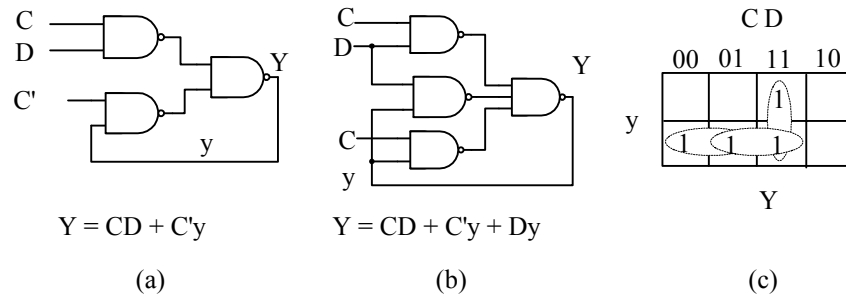 C
D
C'
Y
y
Y = CD + C'y
(a)
C
D
C
y
Y
Y = CD + C'y + Dy
(b)
C D
00 01 11 10
1
y
1 1 1
Y
(c)